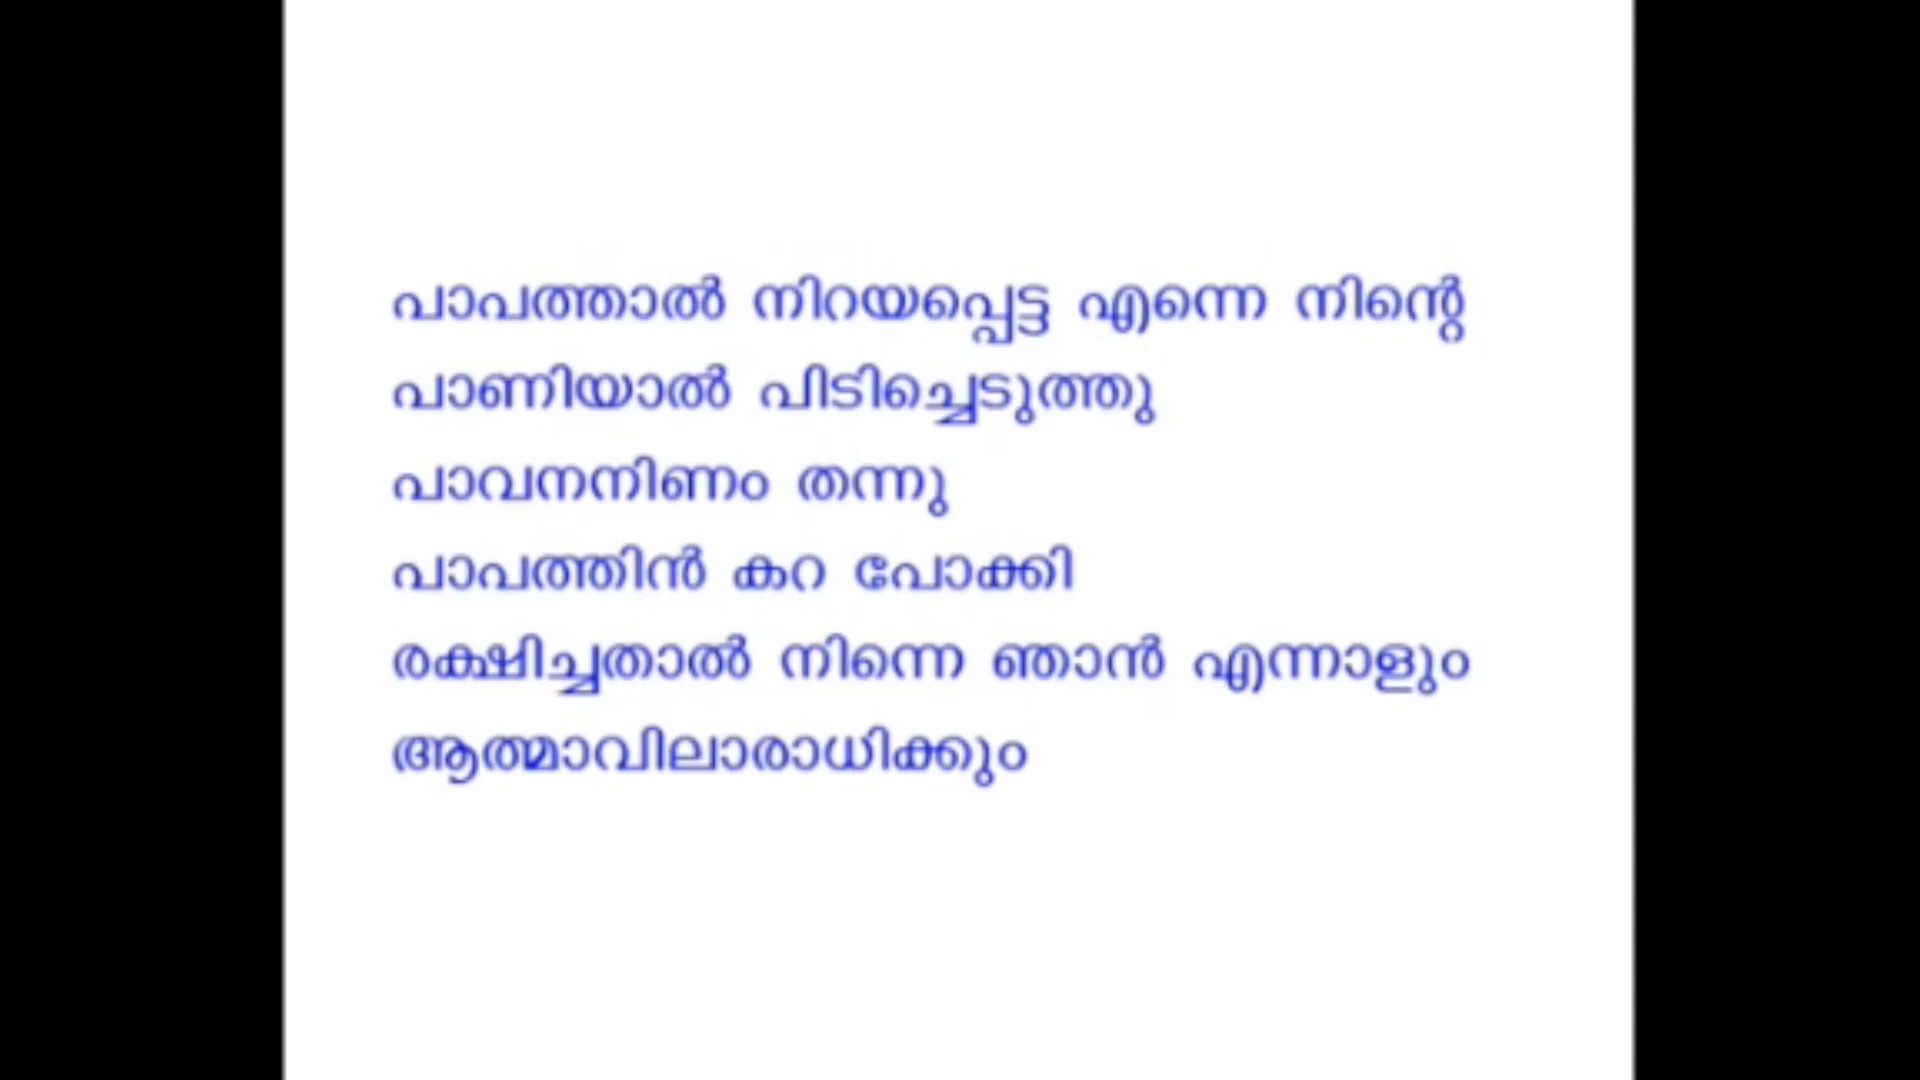 പാപത്താൽ നിറയപ്പെട്ട എന്നെ നിന്റെ
പാണിയാൽ പിടിച്ചെടുത്തു
പാവനനിണം തന്നു
പാപത്തിൻ കറ പോക്കി
രക്ഷിച്ചതാൽ നിന്നെ ഞാൻ എന്നാളും
ആത്മാവിലാരാധിക്കും